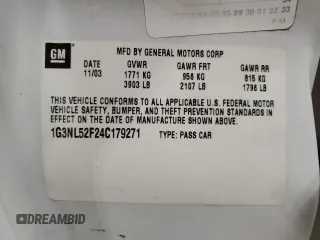 GM
MFD BY GENERAL MOTORS CORP
DATE GVWR GAWR FRT GAWR RR
11/03 1771 KG 956 KG 815 KG
3903 LB 2107 LB 1796 LB
THIS VEHICLE CONFORMS TO ALL APPLICABLE U.S. FEDERAL MOTOR
VEHICLE SAFETY, BUMPER, AND THEFT PREVENTION STANDARDS IN
EFFECT ON THE DATE OF MANUFACTURE SHOWN ABOVE.
1G3NL52F24C179271 TYPE: PASS CAR
DREAMBID